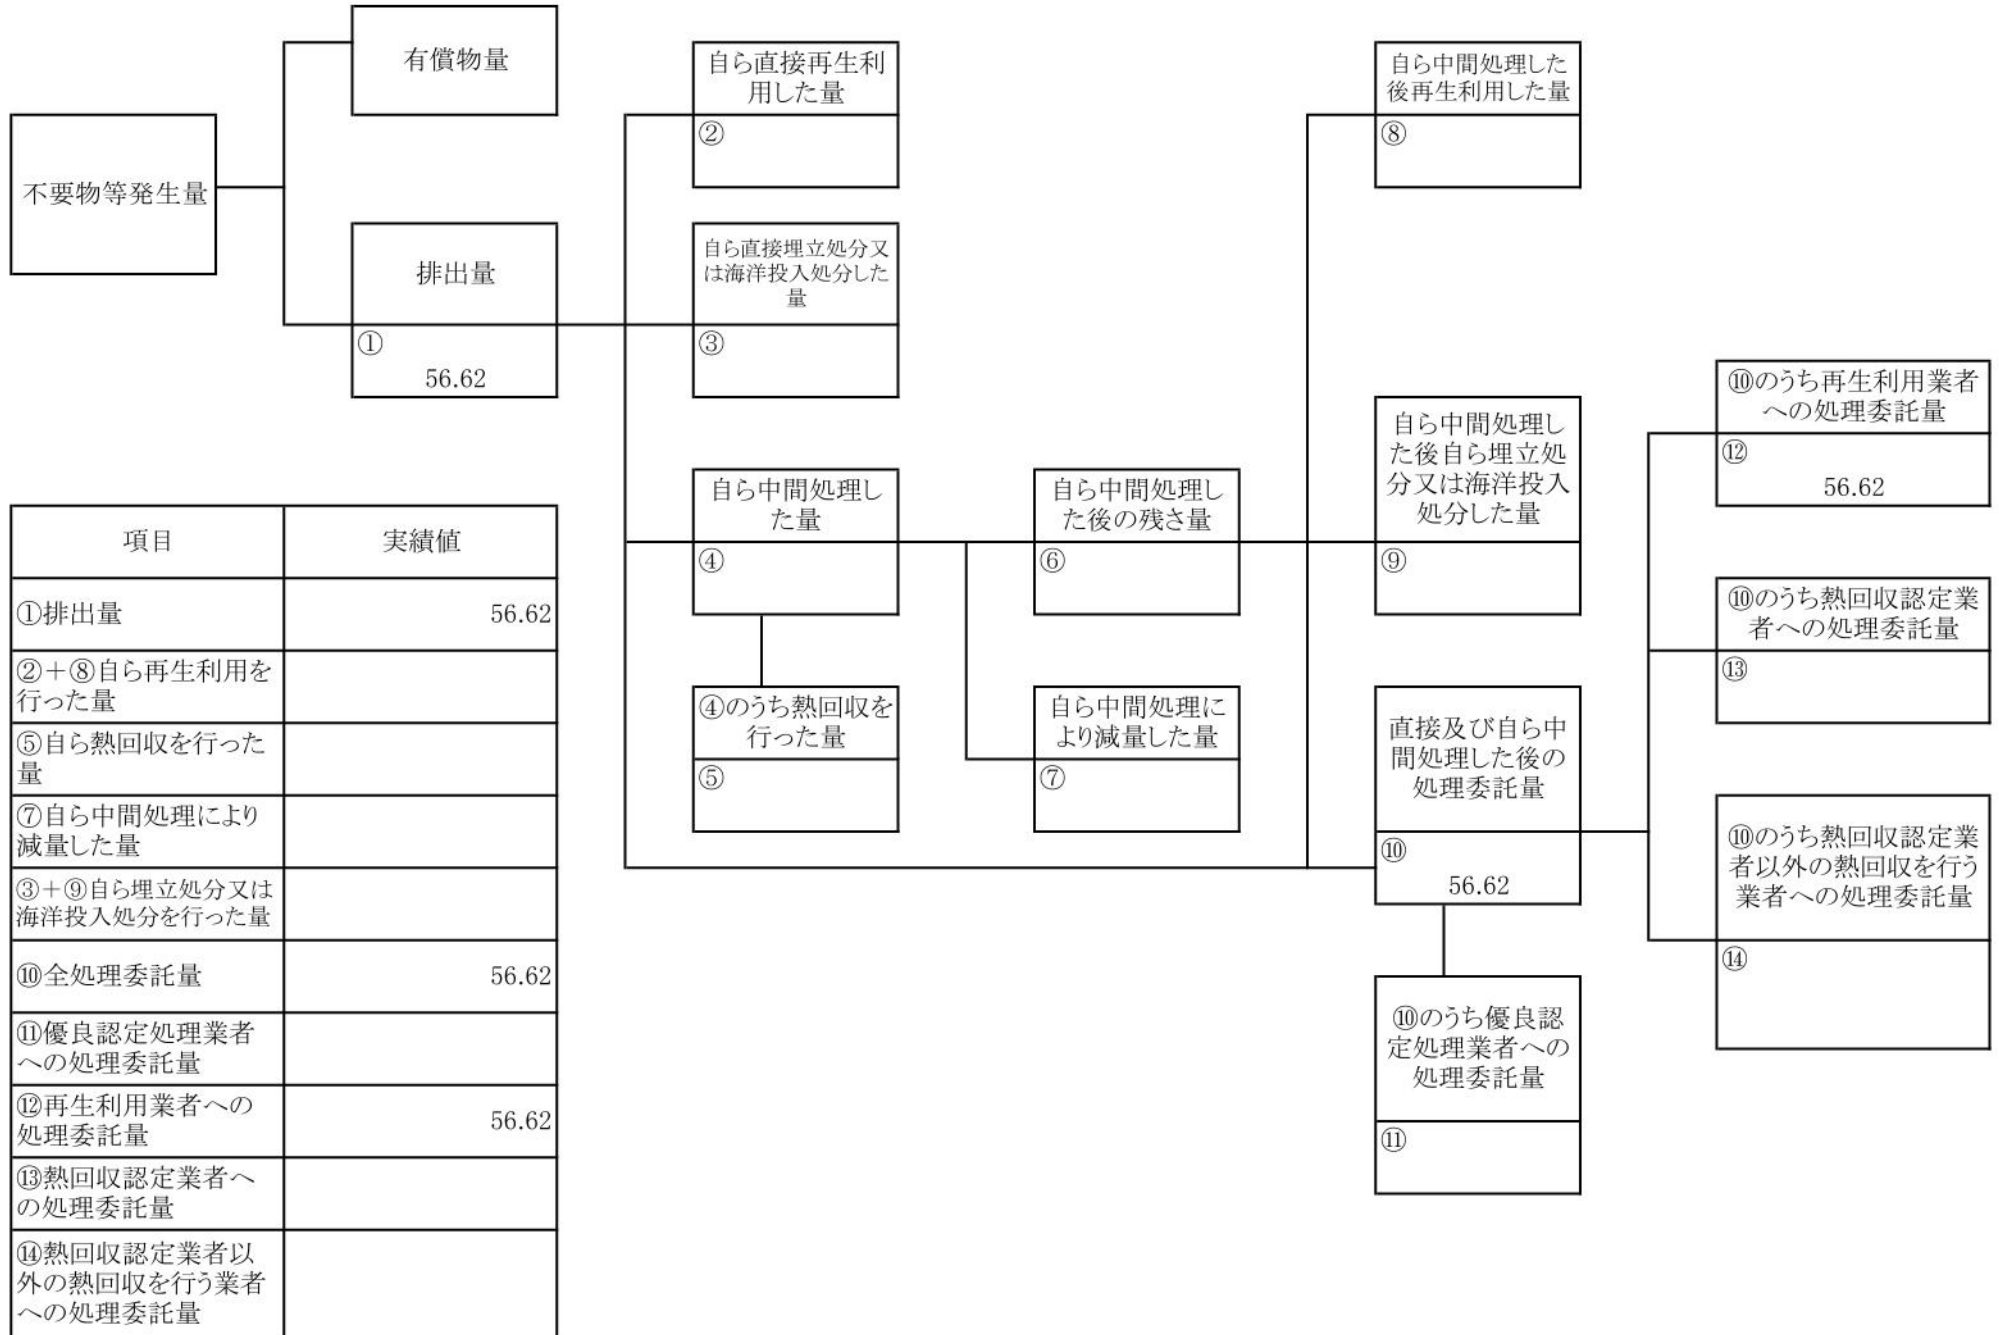 有償物量
不要物等発生量
排出量
①
56.62
自ら直接再生利
用した量
②
自ら直接埋立処分又
は海洋投入処分した
量
③
自ら中間処理し
た量
④
④のうち熱回収を
行った量
⑤
自ら中間処理し
た後の残さ量
⑥
自ら中間処理に
より減量した量
⑦
自ら中間処理した
後再生利用した量
⑧
自ら中間処理し
た後自ら埋立処
分又は海洋投入
処分した量
⑨
直接及び自ら中
間処理した後の
処理委託量
⑩
56.62
⑩のうち優良認
定処理業者への
処理委託量
⑪
⑩のうち再生利用業者
への処理委託量
⑫
56.62
⑩のうち熱回収認定業
者への処理委託量
⑬
⑩のうち熱回収認定業
者以外の熱回収を行う
業者への処理委託量
⑭
項目 実績値
①排出量 56.62
②＋⑧自ら再生利用を
行った量
⑤自ら熱回収を行った
量
⑦自ら中間処理により
減量した量
③＋⑨自ら埋立処分又は
海洋投入処分を行った量
⑩全処理委託量 56.62
⑪優良認定処理業者
への処理委託量
⑫再生利用業者への
処理委託量 56.62
⑬熱回収認定業者へ
の処理委託量
⑭熱回収認定業者以
外の熱回収を行う業者
への処理委託量